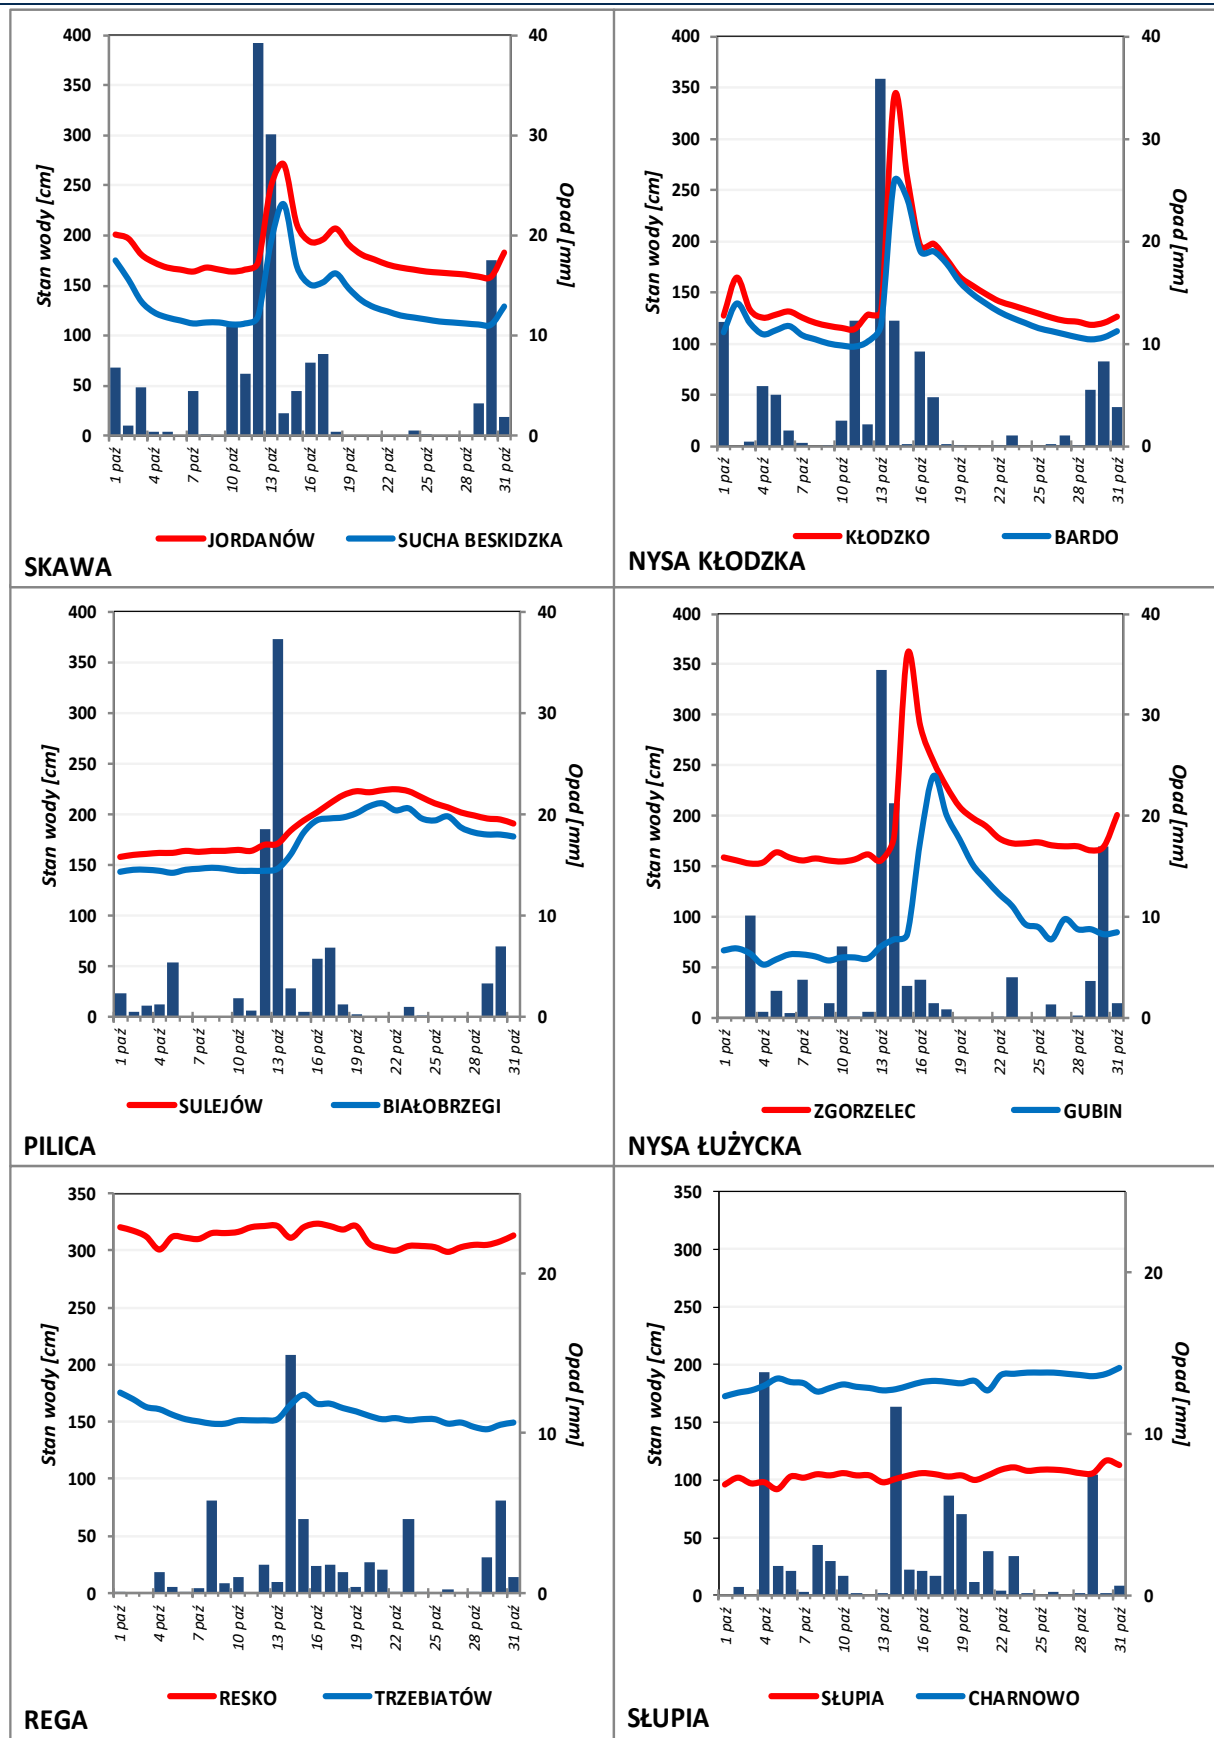 400
350
300
250
200
150
100
50
0
40
30
20
10
0
Stan wody [cm]
Opad [mm]
1 paź
4 paź
7 paź
10 paź
13 paź
16 paź
19 paź
22 paź
25 paź
28 paź
31 paź
JORDANÓW SUCHA BESKIDZKA
SKAWA
400
350
300
250
200
150
100
50
0
40
30
20
10
0
Stan wody [cm]
Opad [mm]
1 paź
4 paź
7 paź
10 paź
13 paź
16 paź
19 paź
22 paź
25 paź
28 paź
31 paź
KŁODZKO BARDO
NYSA KŁODZKA
400
350
300
250
200
150
100
50
0
40
30
20
10
0
Stan wody [cm]
Opad [mm]
1 paź
4 paź
7 paź
10 paź
13 paź
16 paź
19 paź
22 paź
25 paź
28 paź
31 paź
SULEJÓW BIAŁOBRZEGI
PILICA
400
350
300
250
200
150
100
50
0
40
30
20
10
0
Stan wody [cm]
Opad [mm]
1 paź
4 paź
7 paź
10 paź
13 paź
16 paź
19 paź
22 paź
25 paź
28 paź
31 paź
ZGORZELEC GUBIN
NYSA ŁUŻYCKA
350
300
250
200
150
100
50
0
20
10
0
Stan wody [cm]
Opad [mm]
1 paź
4 paź
7 paź
10 paź
13 paź
16 paź
19 paź
22 paź
25 paź
28 paź
31 paź
RESKO TRZEBIATÓW
REGA
350
300
250
200
150
100
50
0
20
10
0
Stan wody [cm]
Opad [mm]
1 paź
4 paź
7 paź
10 paź
13 paź
16 paź
19 paź
22 paź
25 paź
28 paź
31 paź
SŁUPIA CHARNOWO
SŁUPIA